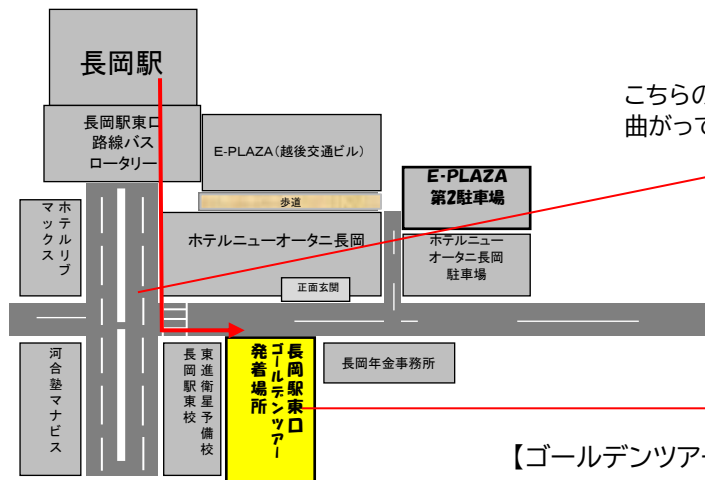 長岡駅
長岡駅東口
路線バス
ロータリー
E-PLAZA(越後交通ビル)
歩道
E-PLAZA
第2駐車場
こちらの
曲がって
ホテルリブ
マックス
ホテルニューオータニ長岡
正面玄関
ホテルニュー
オータニ長岡
駐車場
河合塾マナビス
東進衛星予備校
長岡駅東校
長岡駅東口
ゴールデンツアー
発着場所
長岡年金事務所
【ゴールデンツアー